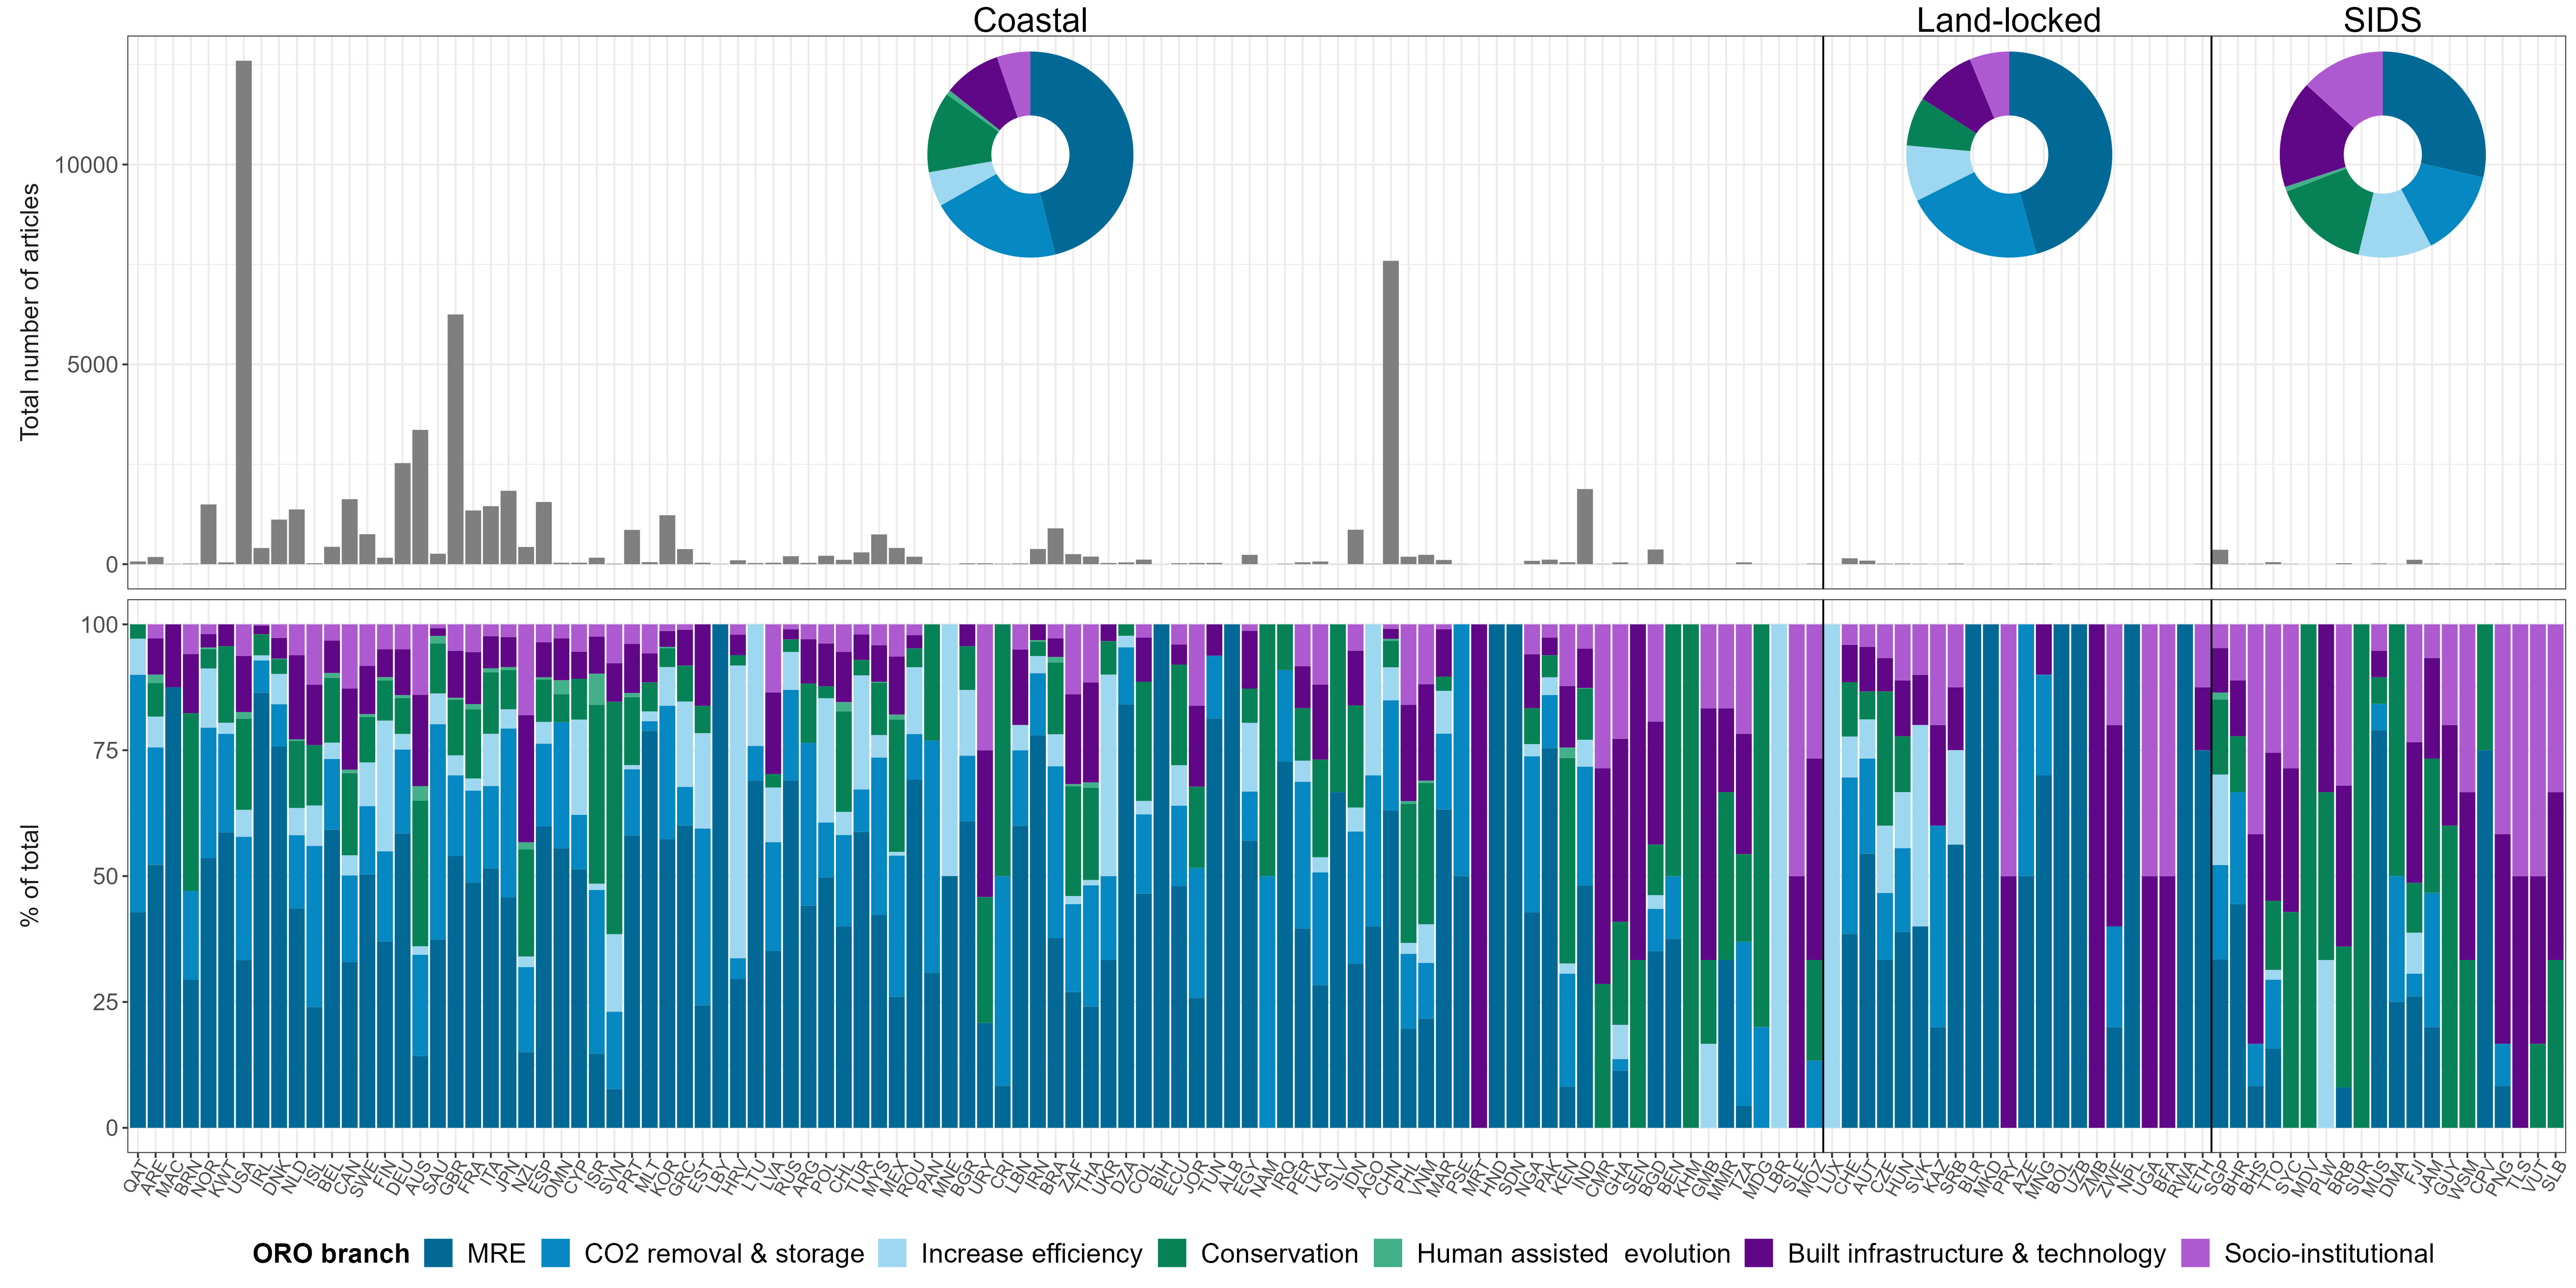 Coastal
Land-locked
SIDS
Total number of articles
10000
5000
0
% of total
100
75
50
25
0
QAT ARE MAC BRN NOR KWT USA IRL DNK NLD ISL BEL CAN SWE FIN DEU AUS SAU GBR FRA ITA JPN NZL ESP OMN CYP ISR SVN PRT MLT KOR GRC EST LBY HRV LTU LVA RUS ARG POL CHL TUR MYS MEX ROU PAN MNE BGR URY CRI LBN IRN BRA ZAF THA UKR DZA COL BIH ECU JOR TUN ALB EGY NAM IRQ PER LKA SLV IDN AGO CHN PHL VNM MAR PSE MRT HND SDN NGA PAK KEN IND CMR GHA SEN BGD BEN KHM GMB MMR TZA MDG LBR SLE MOZ LUX CHE AUT CZE HUN SVK KAZ SRB BLR MKD PRY AZE MNG BOL UZB ZMB ZWE NPL UGA BFA RWA ETH SGP BHR BHS TTO SYC MDV PLW BRB SUR MUS DMA FJI JAM GUY WSM CPV PNG TLS VUT SLB
ORO branch MRE CO2 removal & storage Increase efficiency Conservation Human assisted evolution Built infrastructure & technology Socio-institutional